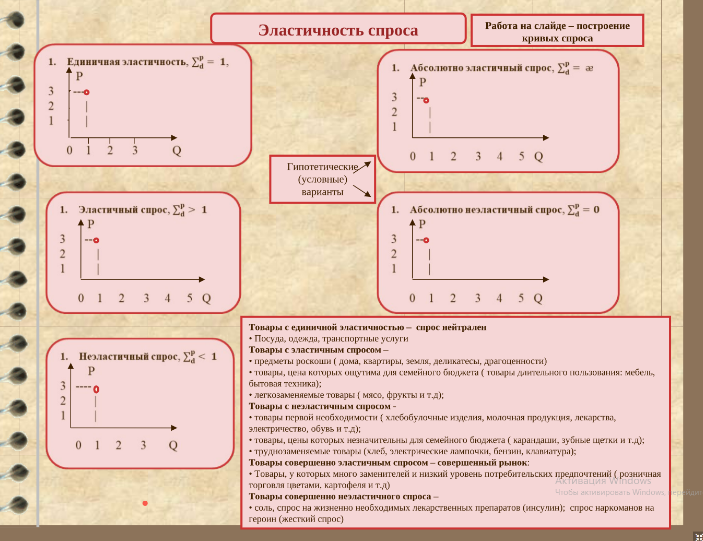 Эластичность спроса
Работа на слайде – построение
кривых спроса
1. Единичная эластичность, ∑ᵖd = 1,
P
3
2
1
0 1 2 3 Q
1. Абсолютно эластичный спрос, ∑ᵖd = æ
P
3
2
1
0 1 2 3 4 5 Q
Гипотетические
(условные)
варианты
1. Эластичный спрос, ∑ᵖd > 1
P
3
2
1
0 1 2 3 4 5 Q
1. Абсолютно неэластичный спрос, ∑ᵖd = 0
P
3
2
1
0 1 2 3 4 5 Q
1. Неэластичный спрос, ∑ᵖd < 1
P
3
2
1
0 1 2 3 Q
Товары с единичной эластичностью – спрос нейтрален
• Посуда, одежда, транспортные услуги
Товары с эластичным спросом –
• предметы роскоши ( дома, квартиры, земля, деликатесы, драгоценности)
• товары, цена которых ощутима для семейного бюджета ( товары длительного пользования: мебель,
бытовая техника);
• легкозаменяемые товары ( мясо, фрукты и т.д);
Товары с неэластичным спросом -
• товары первой необходимости ( хлебобулочные изделия, молочная продукция, лекарства,
электричество, обувь и т.д);
• товары, цены которых незначительны для семейного бюджета ( карандаши, зубные щетки и т.д);
• труднозаменяемые товары (хлеб, электрические лампочки, бензин, клавиатура);
Товары совершенно эластичным спросом – совершенный рынок:
• Товары, у которых много заменителей и низкий уровень потребительских предпочтений ( розничная
торговля цветами, картофеля и т.д)
Товары совершенно неэластичного спроса –
• соль, спрос на жизненно необходимых лекарственных препаратов (инсулин); спрос наркоманов на
героин (жесткий спрос)
Активация Windows
Чтобы активировать Windows,